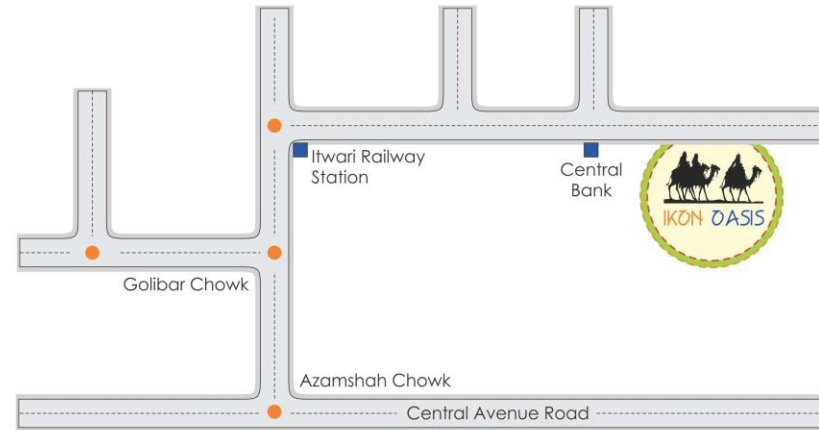 Itwari Railway
Station
Central
Bank
IKON OASIS
Golibar Chowk
Azamshah Chowk
Central Avenue Road